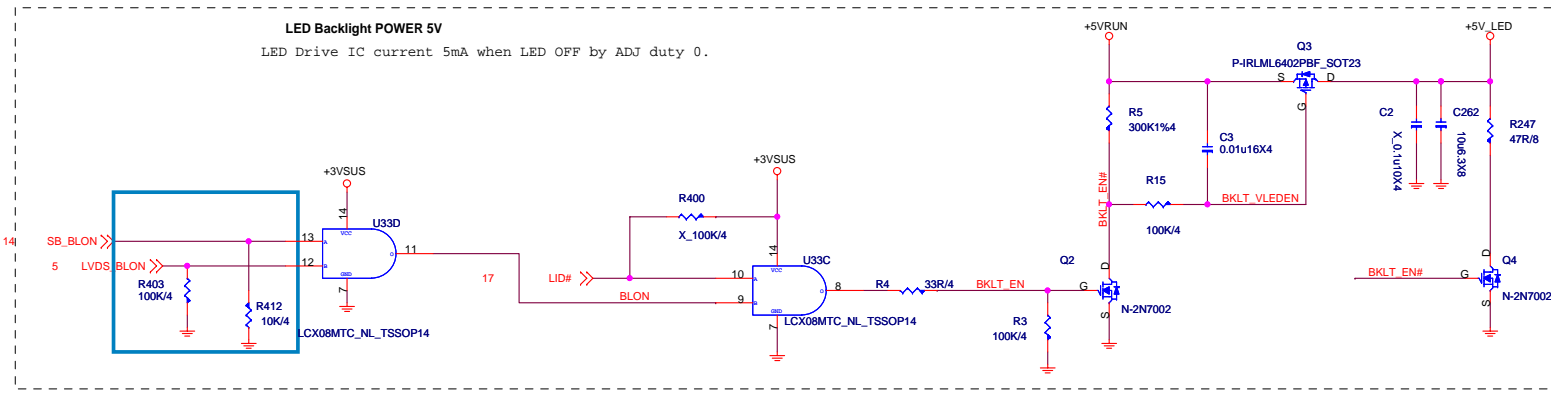 LED Backlight POWER 5V
LED Drive IC current 5mA when LED OFF by ADJ duty 0.
+5VRUN
+5V_LED
Q3
P-IRLML6402PBF_SOT23
S
D
G
R5
300K1%4
C3
0.01u16X4
C2
X_0.1u10X4
C262
10u6.3X8
R247
47R/8
+3VSUS
+3VSUS
R400
X_100K/4
BKLT_EN#
R15
100K/4
BKLT_VLEDEN
14
SB_BLON
5
LVDS_BLON
R403
100K/4
R412
10K/4
13
12
14
VCC
A
B
O
GND
7
U33D
11
LCX08MTC_NL_TSSOP14
17
LID#
BLON
10
9
14
VCC
A
B
O
GND
7
U33C
8
LCX08MTC_NL_TSSOP14
R4
33R/4
BKLT_EN
R3
100K/4
Q2
G
D
S
N-2N7002
BKLT_EN#
G
D
S
Q4
N-2N7002